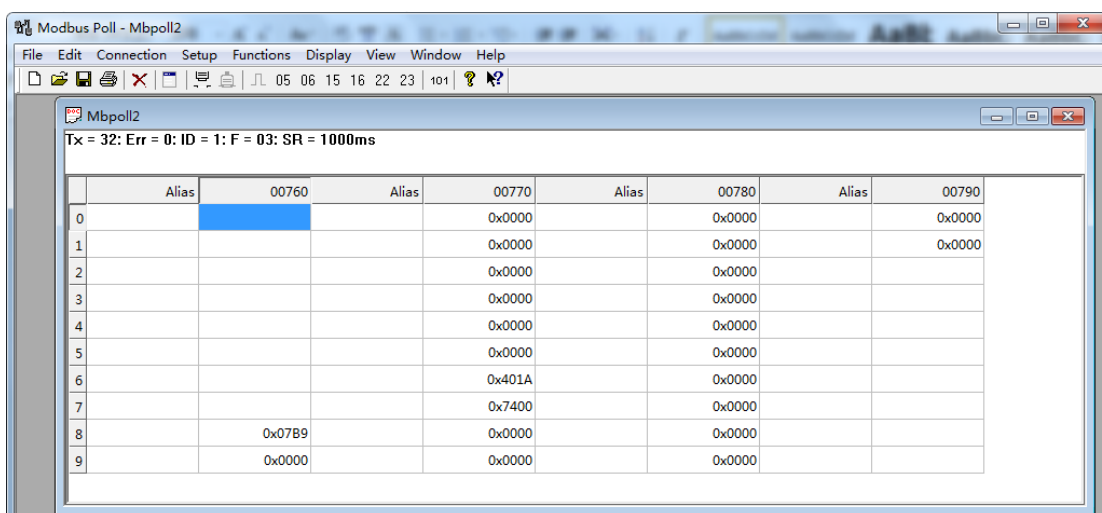 Modbus Poll - Mbpoll2
File Edit Connection Setup Functions Display View Window Help
05 06 15 16 22 23 101
Mbpoll2
Tx = 32: Err = 0: ID = 1: F = 03: SR = 1000ms
Alias 00760 Alias 00770 Alias 00780 Alias 00790
0 0x0000 0x0000 0x0000
1 0x0000 0x0000 0x0000
2 0x0000 0x0000
3 0x0000 0x0000
4 0x0000 0x0000
5 0x0000 0x0000
6 0x401A 0x0000
7 0x7400 0x0000
8 0x07B9 0x0000 0x0000
9 0x0000 0x0000 0x0000